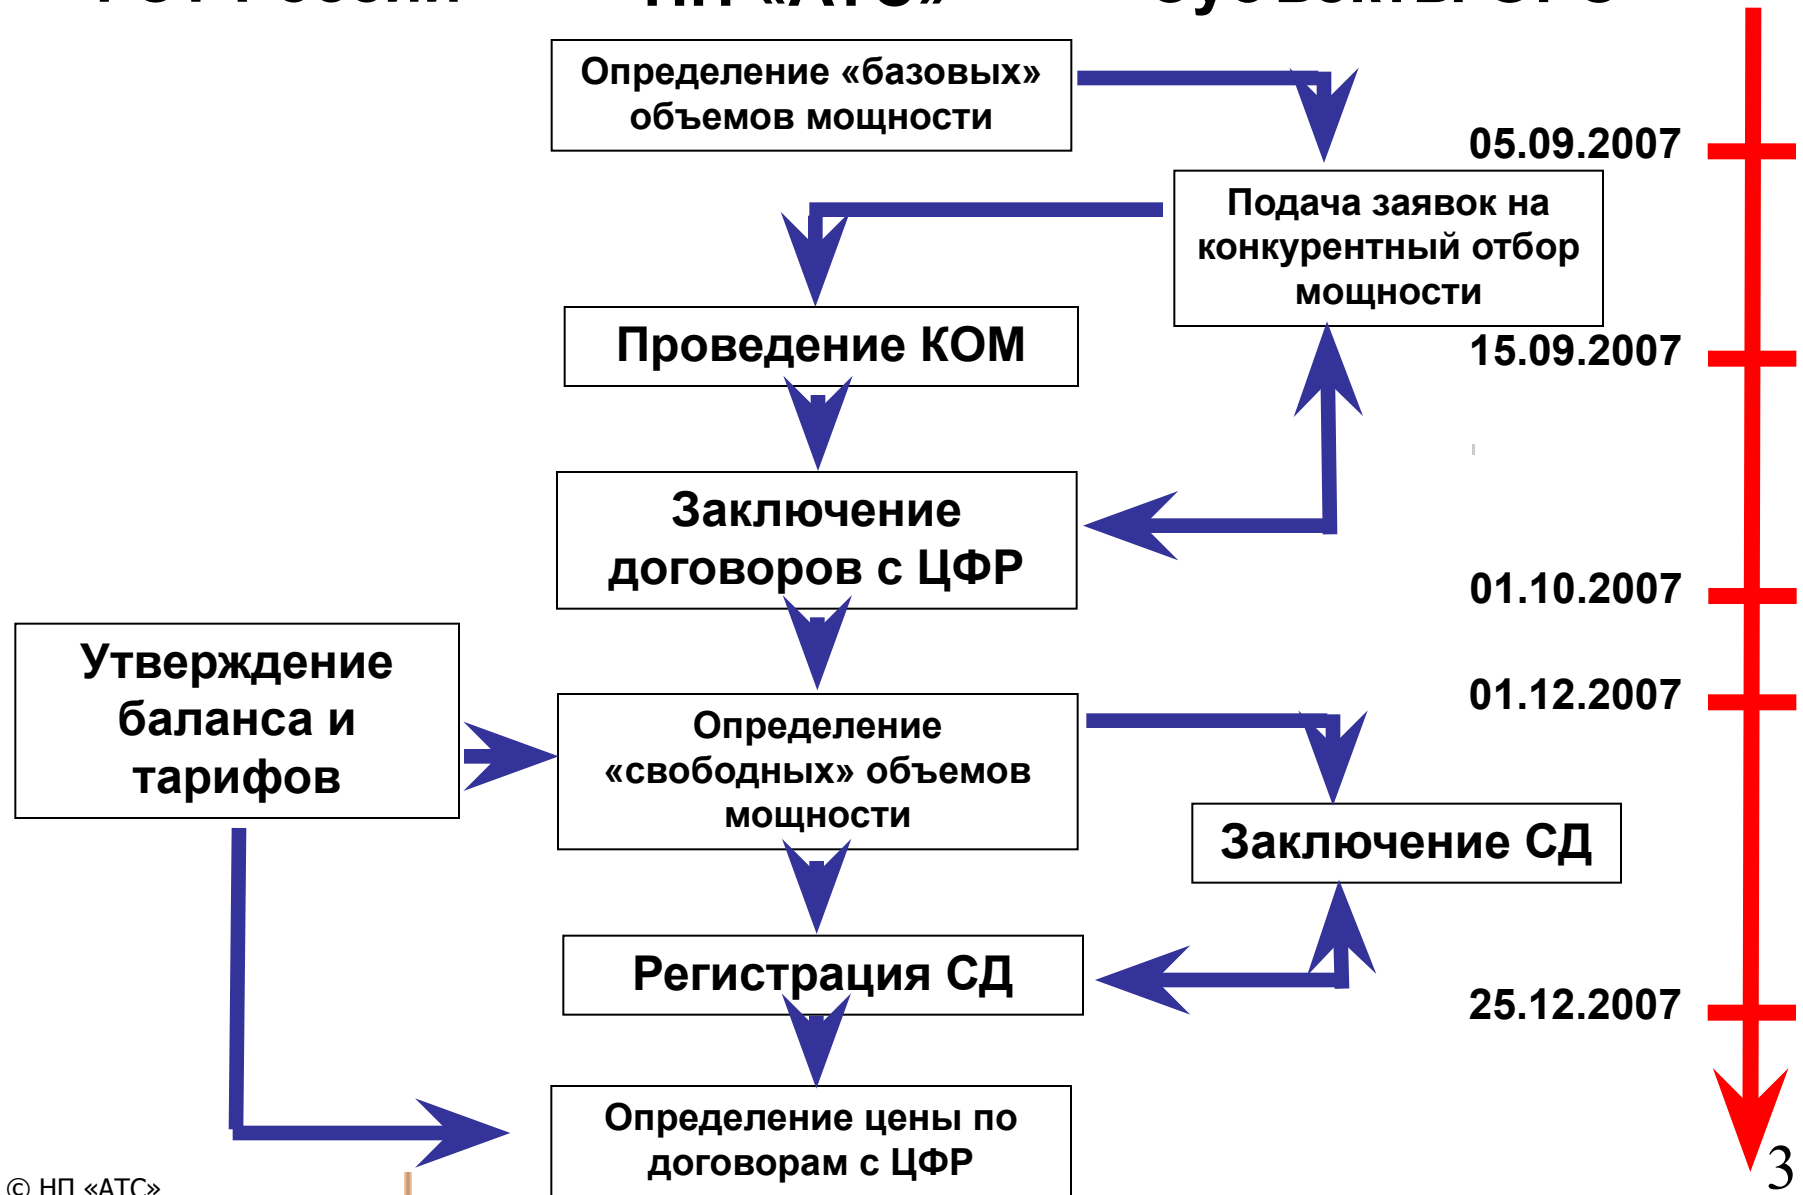 НП «АТС»
Определение «базовых»
объемов мощности
05.09.2007
Подача заявок на
конкурентный отбор
мощности
Проведение КОМ
15.09.2007
Заключение
договоров с ЦФР
01.10.2007
Утверждение
баланса и
тарифов
01.12.2007
Определение
«свободных» объемов
мощности
Заключение СД
Регистрация СД
25.12.2007
Определение цены по
договорам с ЦФР
© НП «АТС»
3